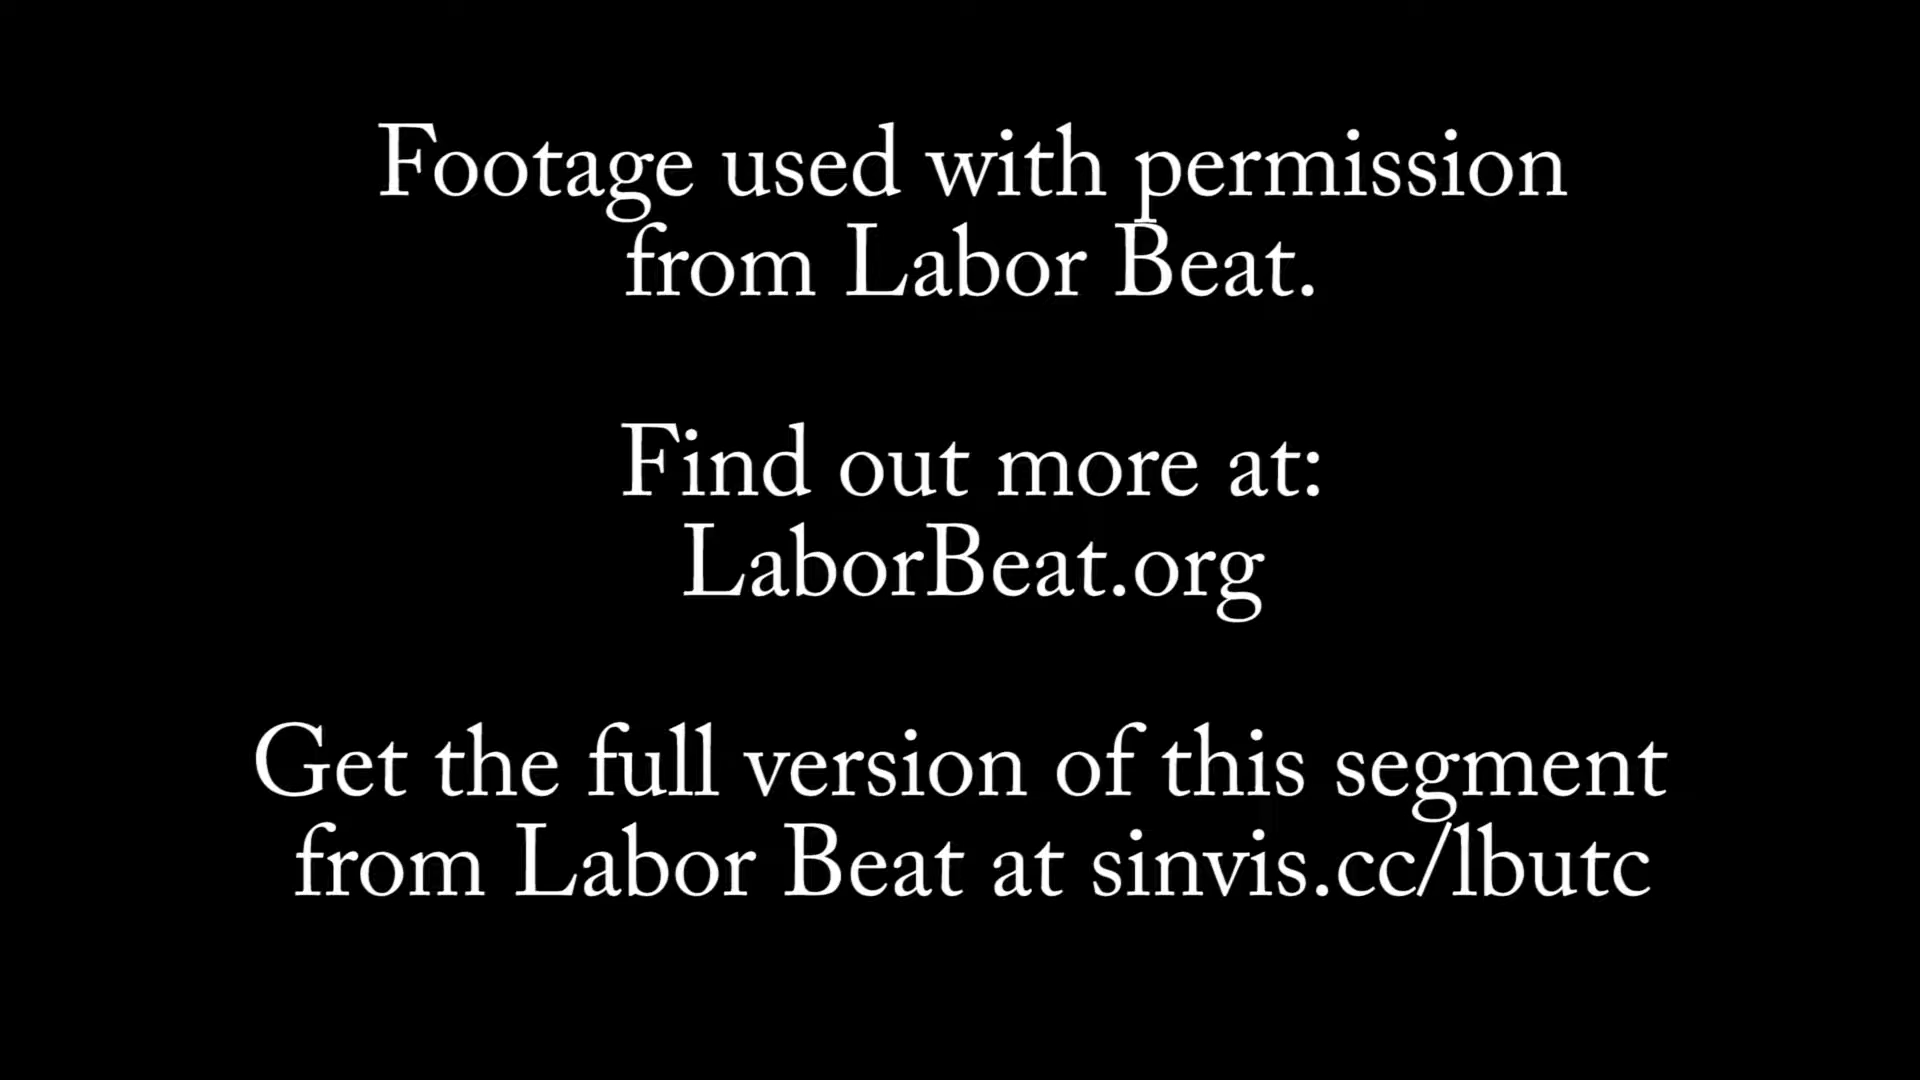 Footage used with permission
from Labor Beat.
Find out more at:
LaborBeat.org
Get the full version of this segment
from Labor Beat at sinvis.cc/lbutc